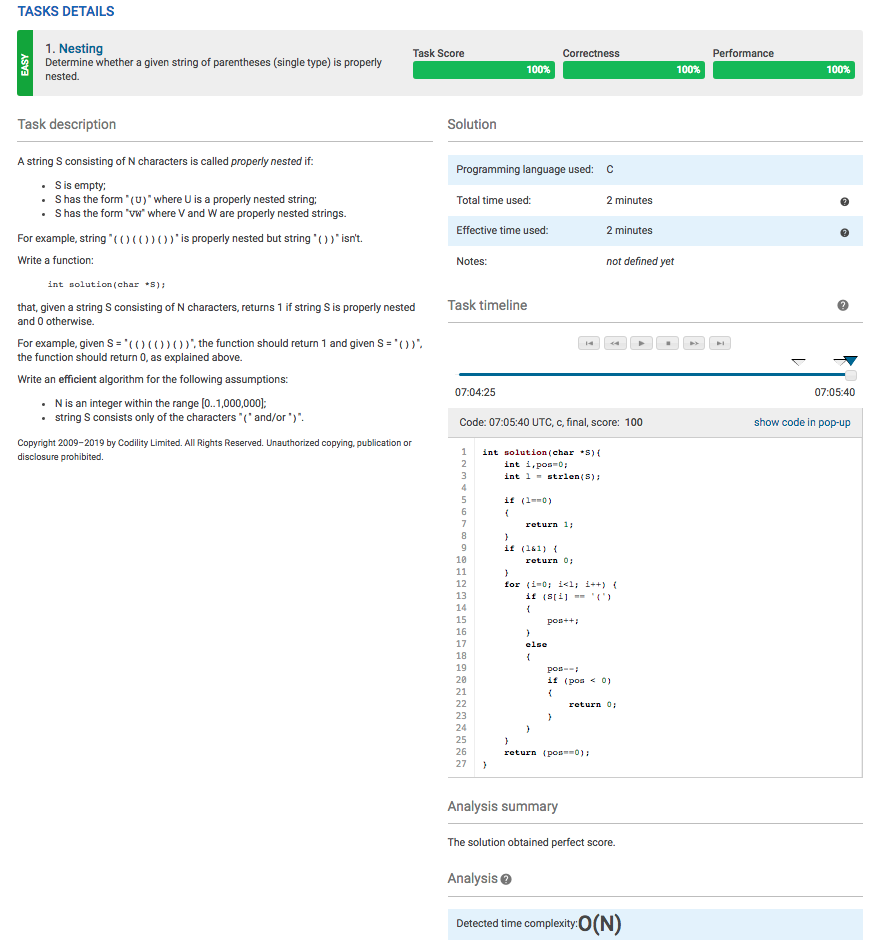 TASKS DETAILS
EASY
1. Nesting
Determine whether a given string of parentheses (single type) is properly
nested.
Task Score
100%
Correctness
100%
Performance
100%
Task description
A string S consisting of N characters is called properly nested if:
• S is empty;
• S has the form "(U)" where U is a properly nested string;
• S has the form "VW" where V and W are properly nested strings.
For example, string "(()(())())" is properly nested but string "())" isn't.
Write a function:
int solution(char *S);
that, given a string S consisting of N characters, returns 1 if string S is properly nested
and 0 otherwise.
For example, given S = "(()(())())", the function should return 1 and given S = "())",
the function should return 0, as explained above.
Write an efficient algorithm for the following assumptions:
• N is an integer within the range [0..1,000,000];
• string S consists only of the characters "(" and/or ")".
Copyright 2009–2019 by Codility Limited. All Rights Reserved. Unauthorized copying, publication or
disclosure prohibited.
Solution
Programming language used: C
Total time used: 2 minutes ?
Effective time used: 2 minutes ?
Notes: not defined yet
Task timeline ?
07:04:25 07:05:40
Code: 07:05:40 UTC, c, final, score: 100 show code in pop-up
1 int solution(char *S){
2 int i,pos=0;
3 int l = strlen(S);
4
5 if (l==0)
6 {
7 return 1;
8 }
9 if (l&1) {
10 return 0;
11 }
12 for (i=0; i<l; i++) {
13 if (S[i] == '(')
14 {
15 pos++;
16 }
17 else
18 {
19 pos--;
20 if (pos < 0)
21 {
22 return 0;
23 }
24 }
25 }
26 return (pos==0);
27 }
Analysis summary
The solution obtained perfect score.
Analysis ?
Detected time complexity: O(N)